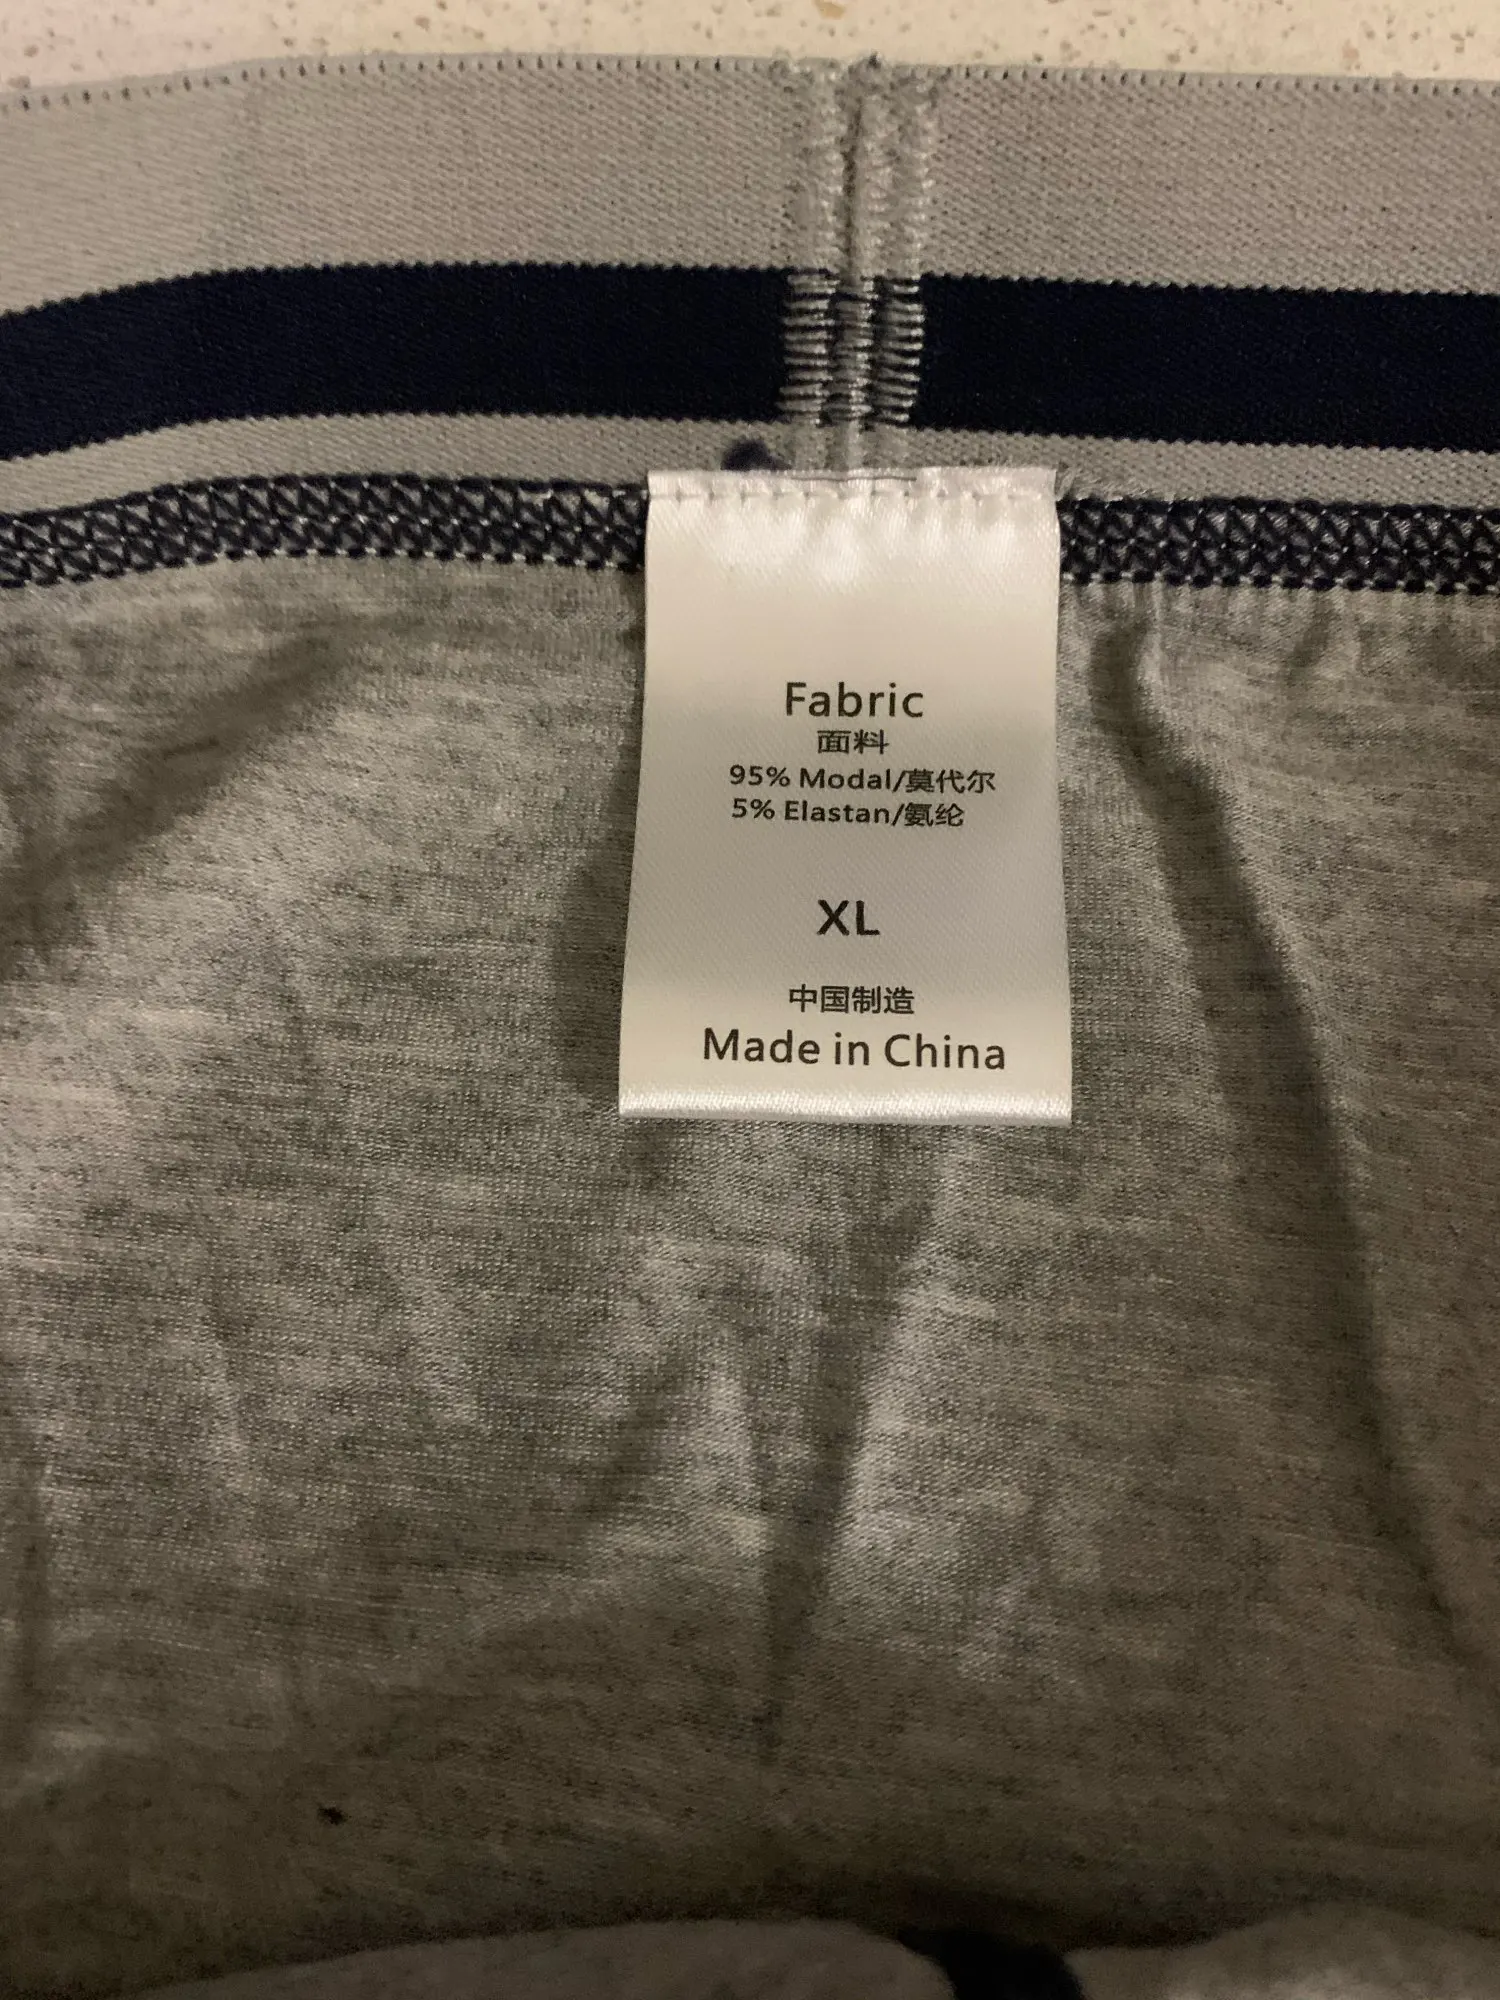 Fabric
面料
95% Modal/莫代尔
5% Elastan/氨纶
XL
中国制造
Made in China